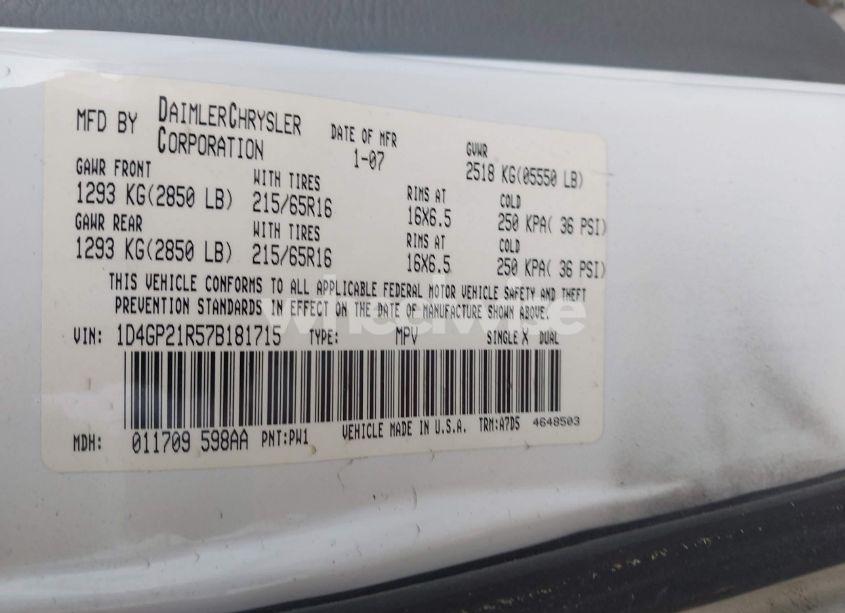 MFD BY DAIMLERCHRYSLER CORPORATION DATE OF MFR 1-07 GVWR 2518 KG(05550 LB)
GAWR FRONT WITH TIRES RIMS AT COLD
1293 KG(2850 LB) 215/65R16 16X6.5 250 KPA( 36 PSI)
GAWR REAR WITH TIRES RIMS AT COLD
1293 KG(2850 LB) 215/65R16 16X6.5 250 KPA( 36 PSI)
THIS VEHICLE CONFORMS TO ALL APPLICABLE FEDERAL MOTOR VEHICLE SAFETY AND THEFT
PREVENTION STANDARDS IN EFFECT ON THE DATE OF MANUFACTURE SHOWN ABOVE.
wheelwise
VIN: 1D4GP21R57B181715 TYPE: MPV SINGLE X DUAL
MDH: 011709 598AA PNT:PW1 VEHICLE MADE IN U.S.A. TRM:A7D5 4648503